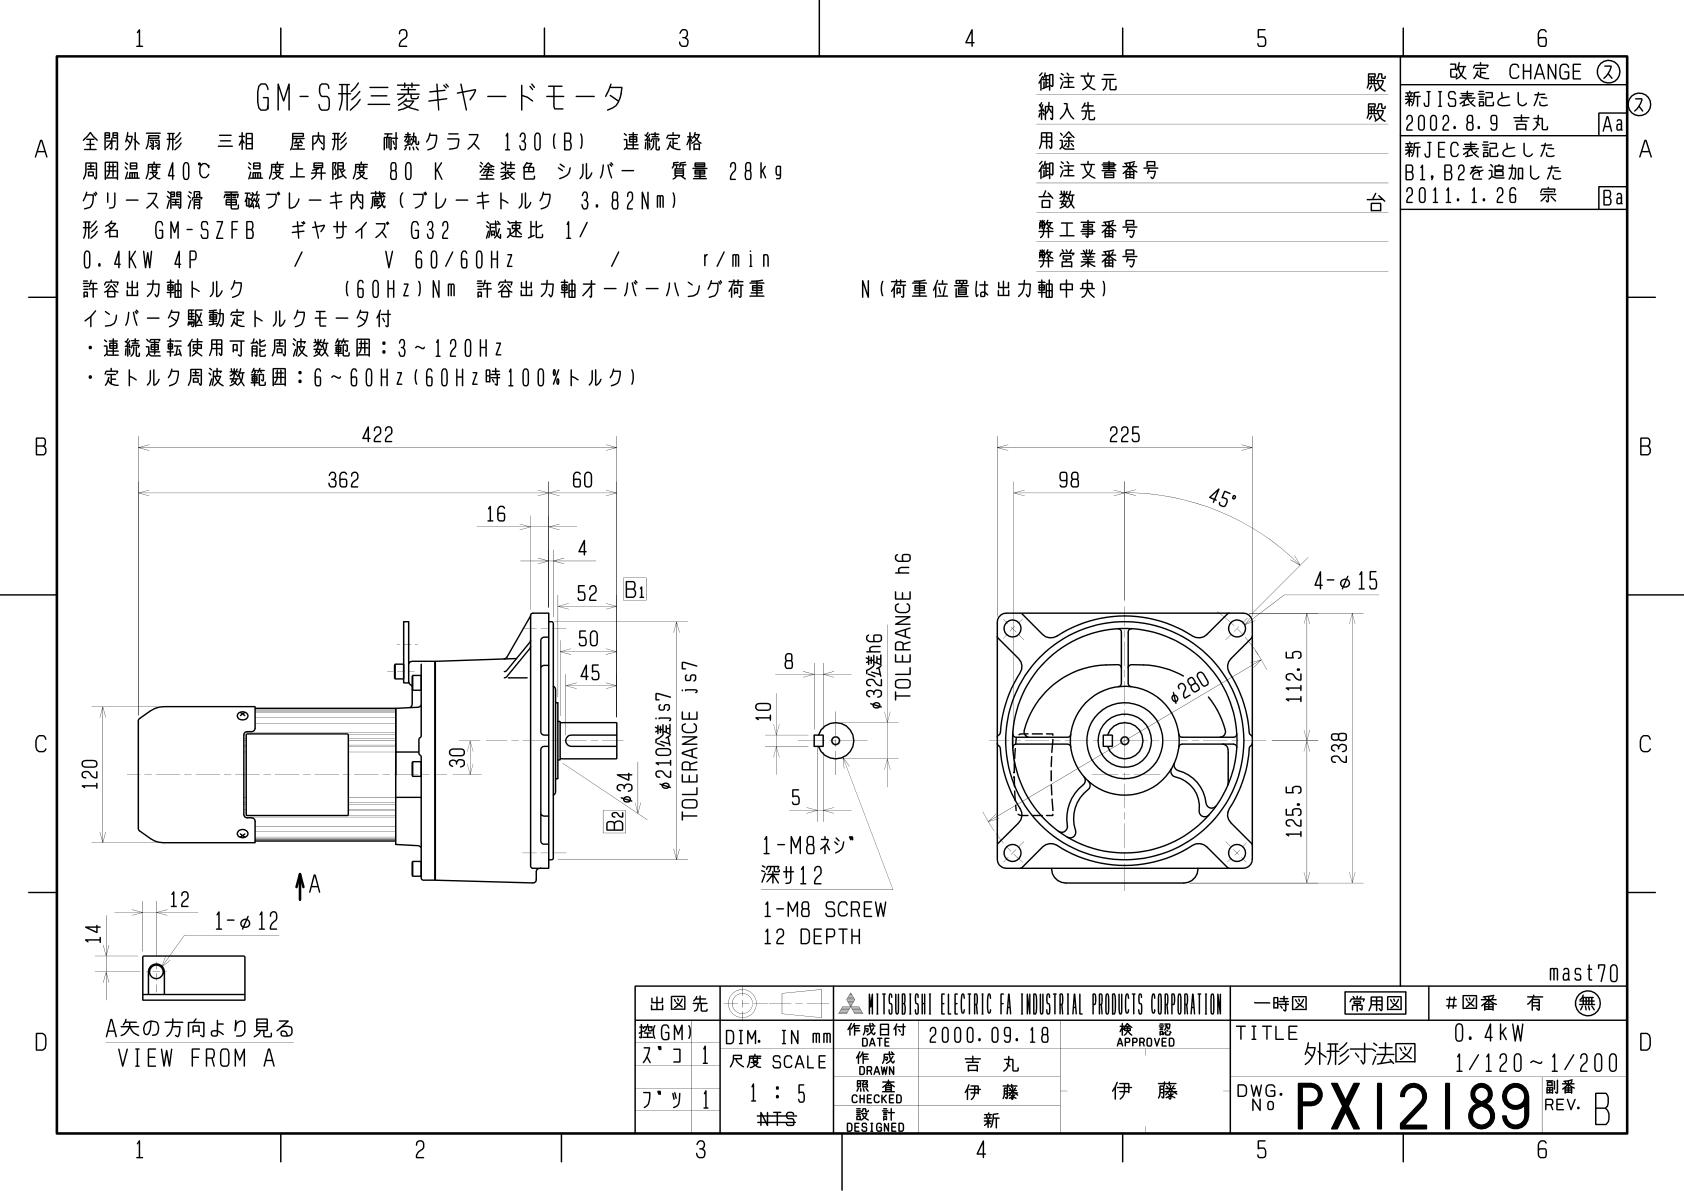 1 2 3 4 5 6
GM-S形三菱ギヤードモータ
全閉外扇形 三相 屋内形 耐熱クラス 130(B) 連続定格
周囲温度40℃ 温度上昇限度 80 K 塗装色 シルバー 質量 28kg
グリース潤滑 電磁ブレーキ内蔵(ブレーキトルク 3.82Nm)
形名 GM-SZFB ギヤサイズ G32 減速比 1/
0.4KW 4P / V 60/60Hz / r/min
許容出力軸トルク (60Hz)Nm 許容出力軸オーバーハング荷重 N(荷重位置は出力軸中央)
インバータ駆動定トルクモータ付
・連続運転使用可能周波数範囲：3~120Hz
・定トルク周波数範囲：6~60Hz(60Hz時100%トルク)
御注文元 殿
納入先 殿
用途
御注文書番号
台数 台
弊工事番号
弊営業番号
改定 CHANGE ス
新JIS表記とした
2002.8.9 吉丸 Aa
新JEC表記とした
B1,B2を追加した
2011.1.26 宗 Ba
ス
A
A
B
B
C
C
D
D
422
362
60
16
4
52
B1
50
45
120
30
φ34
B2
φ210公差js7
TOLERANCE js7
A
12
1-φ12
14
A矢の方向より見る
VIEW FROM A
8
10
5
φ32公差h6
TOLERANCE h6
1-M8ネジ
深サ12
1-M8 SCREW
12 DEPTH
225
98
45°
4-φ15
φ280
112.5
125.5
238
mast70
出図先
控(GM)
ズコ 1
ブツ 1
MITSUBISHI ELECTRIC FA INDUSTRIAL PRODUCTS CORPORATION
DIM. IN mm
尺度 SCALE
1 : 5
NTS
作成日付
DATE
2000.09.18
作成
DRAWN
吉丸
照査
CHECKED
伊藤
設計
DESIGNED
新
検認
APPROVED
伊藤
一時図 常用図
#図番 有 無
TITLE
外形寸法図
0.4kW
1/120~1/200
DWG.
No
PX12189
副番
REV.
B
1 2 3 4 5 6